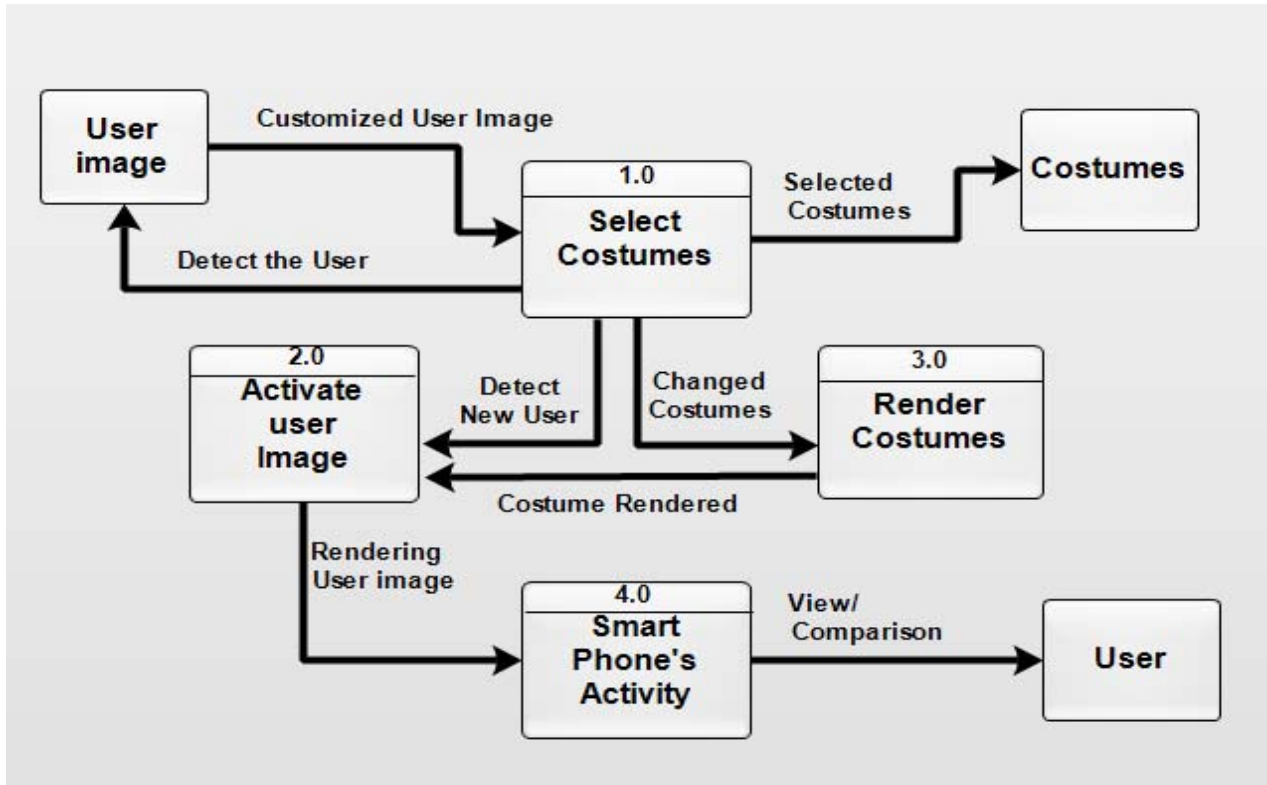 User
image
Customized User Image
Costumes
1.0
Select
Costumes
Selected
Costumes
Detect the User
2.0
Activate
user
Image
Detect
New User
Changed
Costumes
3.0
Render
Costumes
Costume Rendered
Rendering
User image
4.0
Smart
Phone's
Activity
View/
Comparison
User